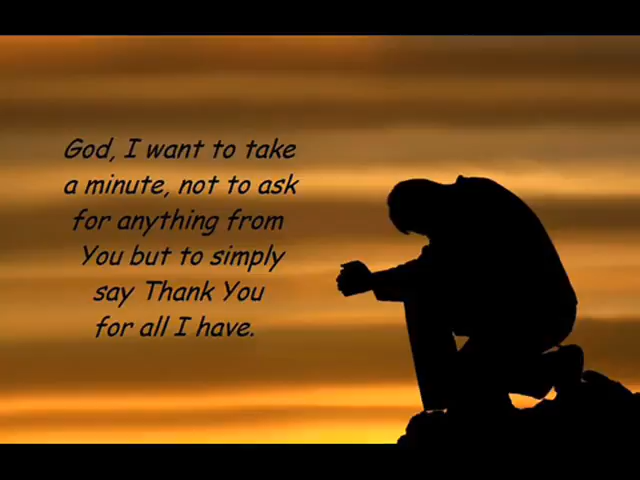 God, I want to take
a minute, not to ask
for anything from
You but to simply
say Thank You
for all I have.